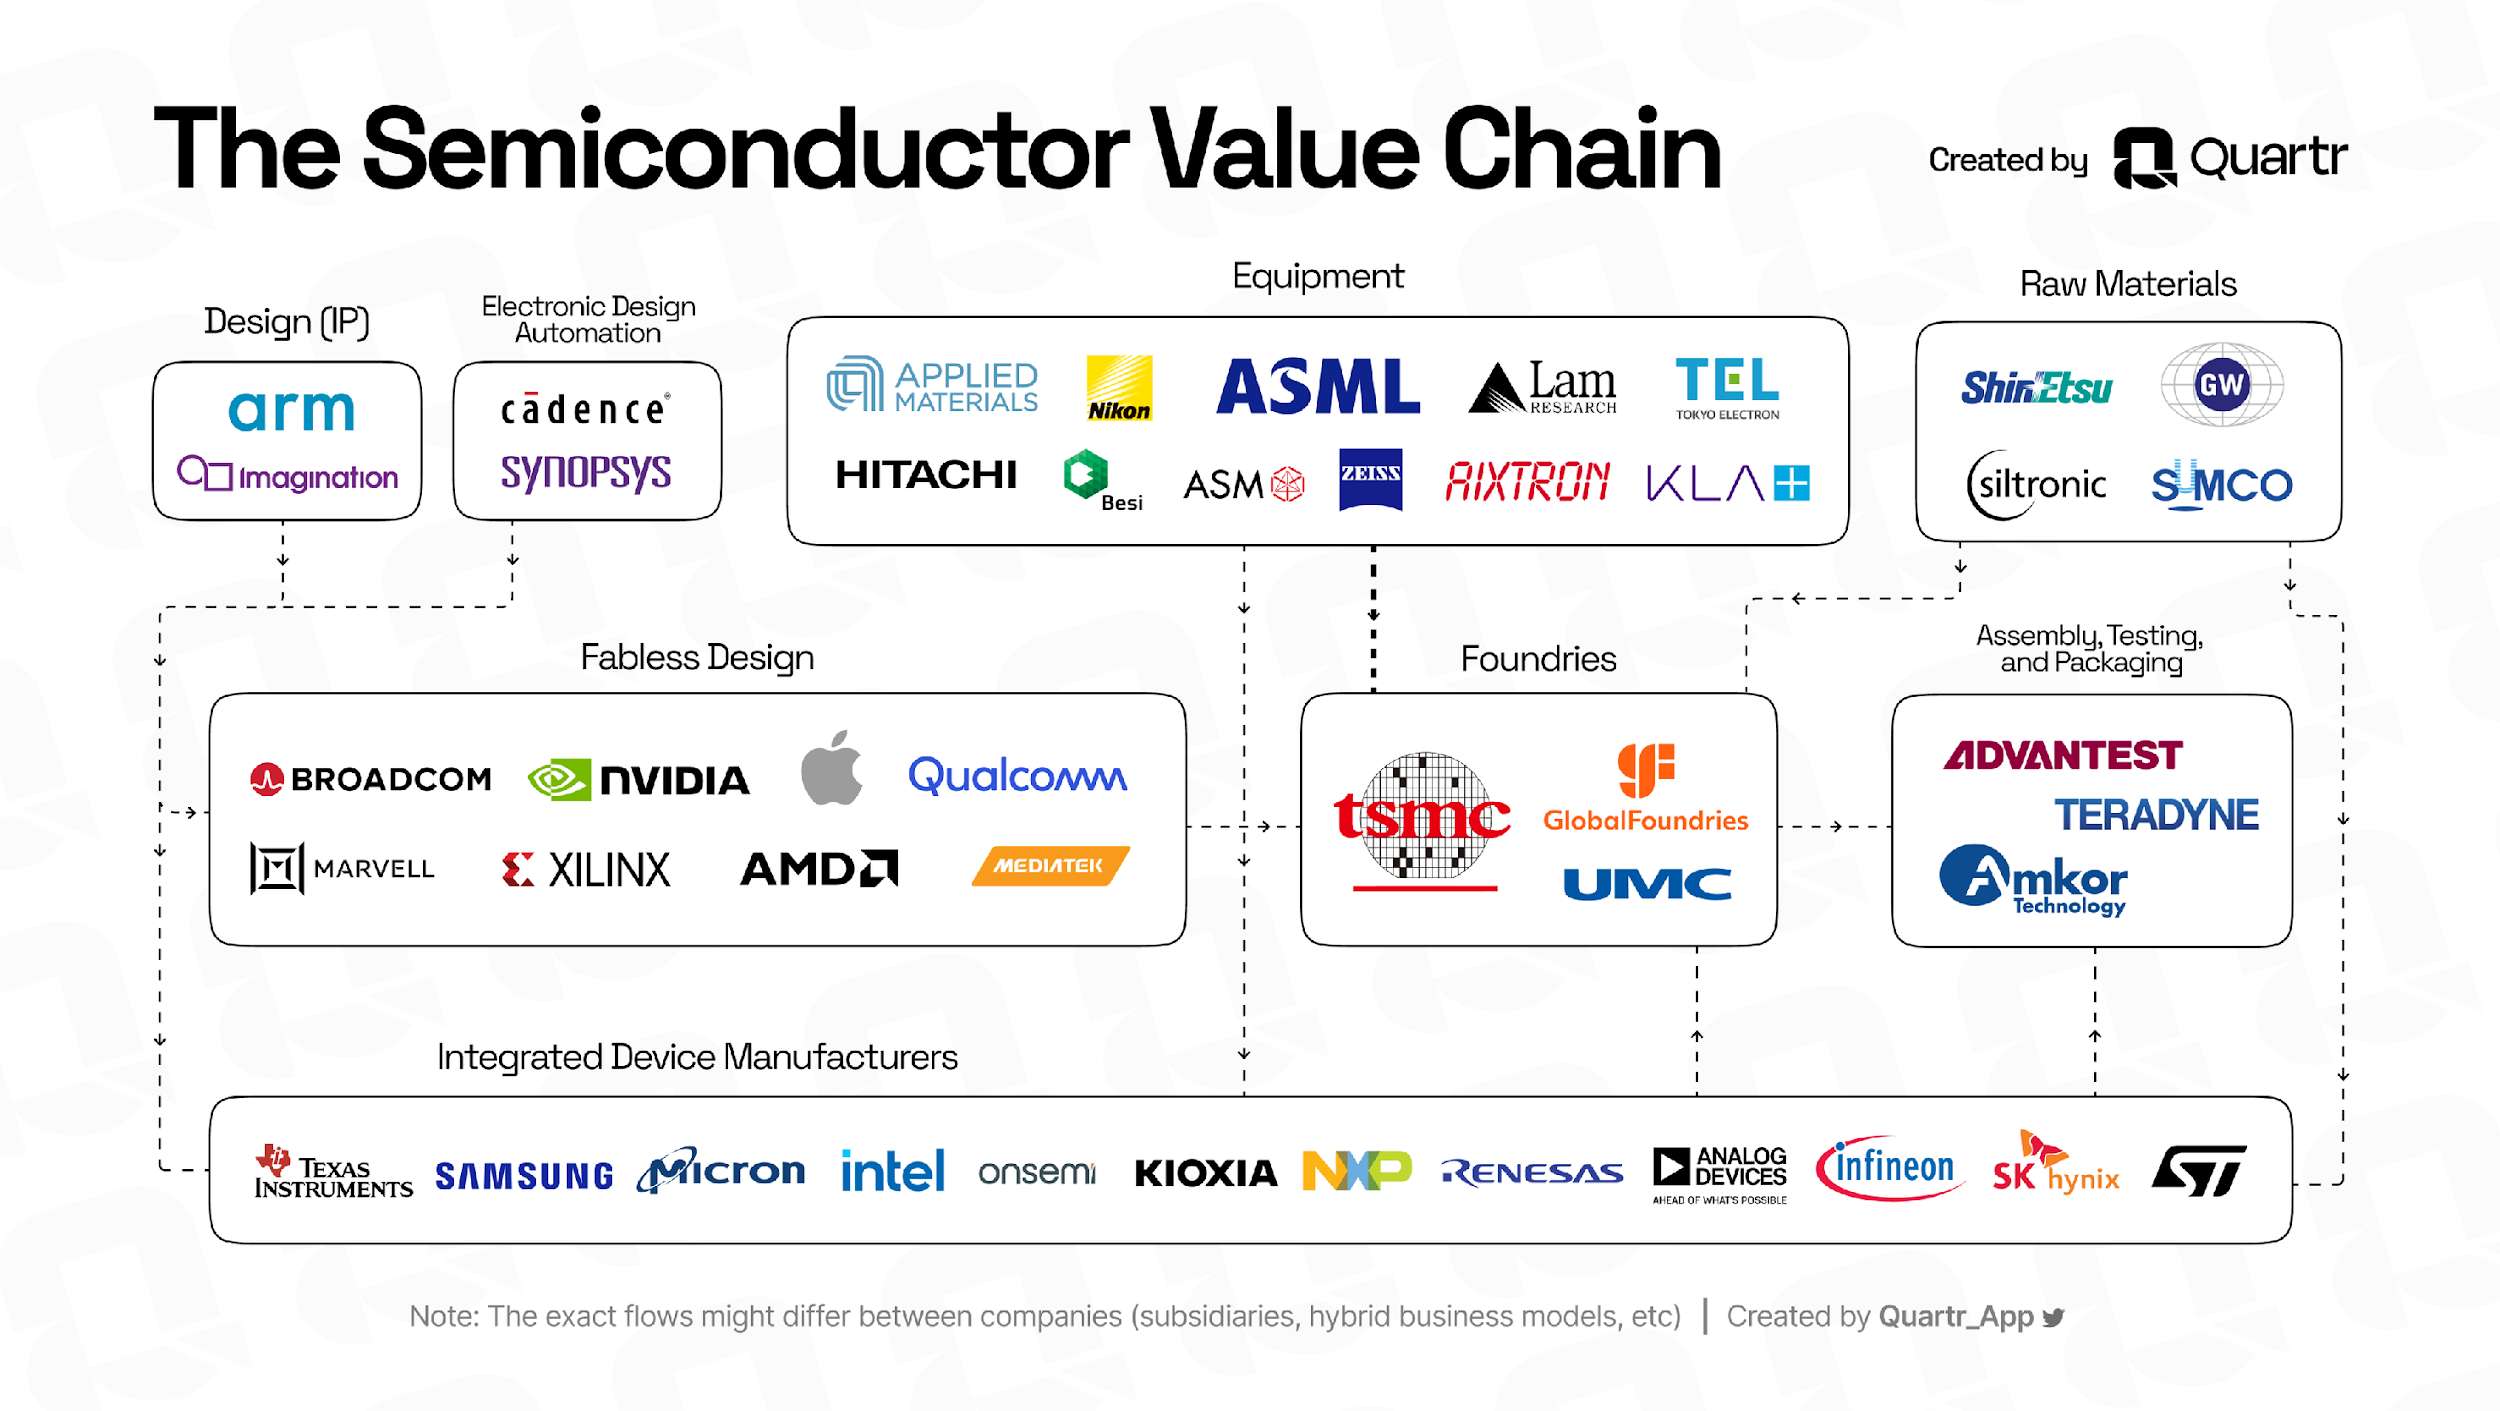 The Semiconductor Value Chain
Created by Quartr
Design (IP)
arm
Imagination
Electronic Design
Automation
cādence®
SYNOPSYS
Equipment
APPLIED
MATERIALS
Nikon
ASML
Lam
RESEARCH
TEL
TOKYO ELECTRON
HITACHI
Besi
ASM
ZEISS
AIXTRON
KLA
Raw Materials
ShinEtsu
GW
siltronic
SUMCO
Fabless Design
BROADCOM
NVIDIA
Qualcomm
MARVELL
XILINX
AMD
MEDIATEK
Foundries
tsmc
GF
GlobalFoundries
UMC
Assembly, Testing,
and Packaging
ADVANTEST
TERADYNE
Amkor
Technology
Integrated Device Manufacturers
TEXAS
INSTRUMENTS
SAMSUNG
Micron
intel
onsemi
KIOXIA
NXP
RENESAS
ANALOG
DEVICES
AHEAD OF WHAT'S POSSIBLE
infineon
SK hynix
ST
Note: The exact flows might differ between companies (subsidiaries, hybrid business models, etc) | Created by Quartr_App